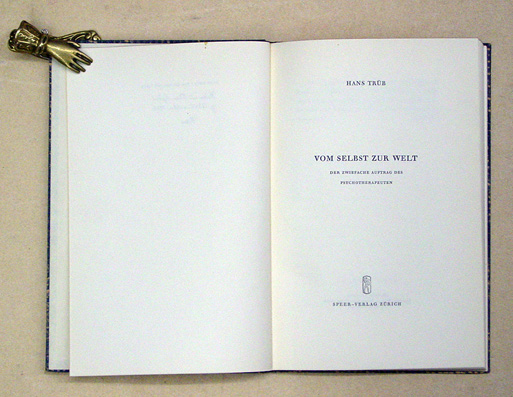 HANS TRÜB
VOM SELBST ZUR WELT
DER ZWIEFACHE AUFTRAG DES
PSYCHOTHERAPEUTEN
SPEER-VERLAG ZÜRICH